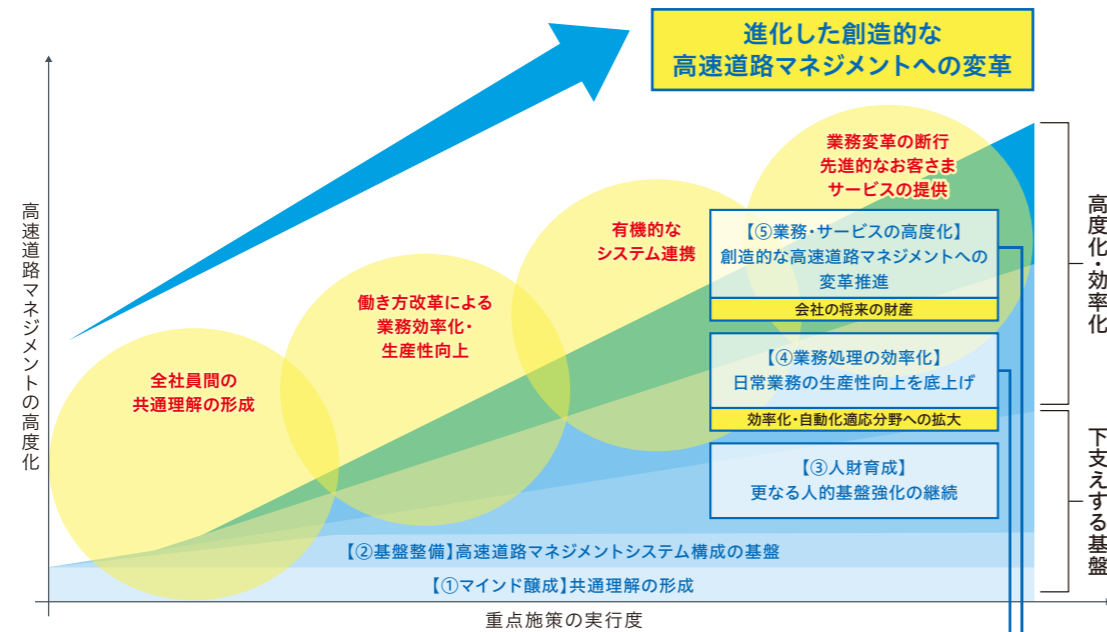 進化した創造的な
高速道路マネジメントへの変革
業務変革の断行
先進的なお客さま
サービスの提供
有機的な
システム連携
働き方改革による
業務効率化・
生産性向上
全社員間の
共通理解の形成
【⑤業務・サービスの高度化】
創造的な高速道路マネジメントへの
変革推進
会社の将来の財産
【④業務処理の効率化】
日常業務の生産性向上を底上げ
効率化・自動化適応分野への拡大
【③人財育成】
更なる人的基盤強化の継続
【②基盤整備】高速道路マネジメントシステム構成の基盤
【①マインド醸成】共通理解の形成
高速道路マネジメントの高度化
重点施策の実行度
高度化・効率化
下支えする基盤